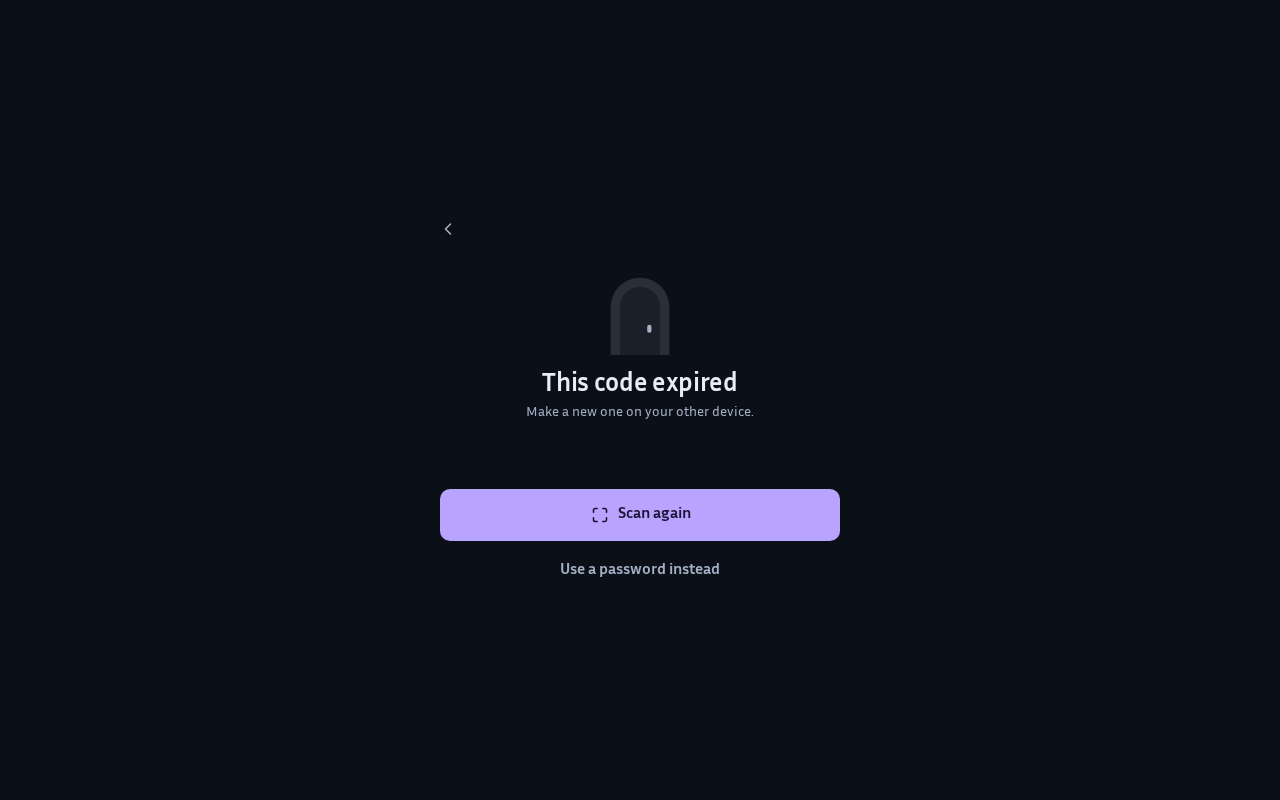 This code expired
Make a new one on your other device.
Scan again
Use a password instead